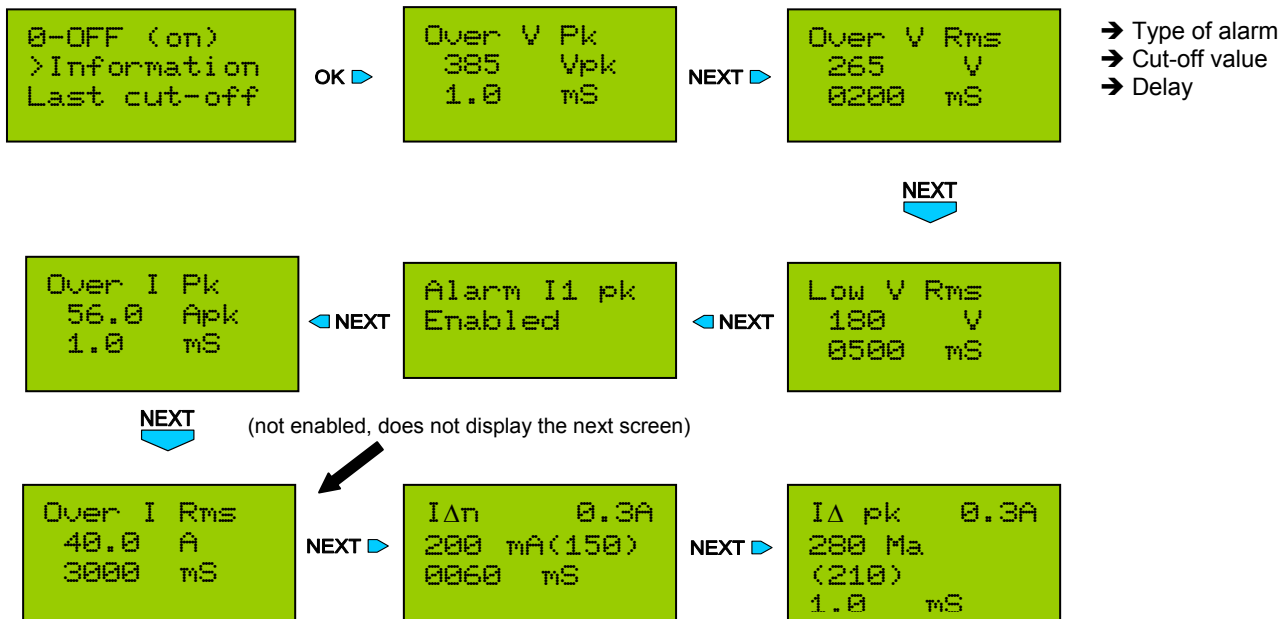 0-OFF (on)
>Information
Last cut-off
OK
Over V Pk
385 Vpk
1.0 mS
NEXT
Over V Rms
265 V
0200 mS
➔ Type of alarm
➔ Cut-off value
➔ Delay
NEXT
Low V Rms
180 V
0500 mS
NEXT
Alarm I1 pk
Enabled
NEXT
Over I Pk
56.0 Apk
1.0 mS
NEXT
(not enabled, does not display the next screen)
Over I Rms
40.0 A
3000 mS
NEXT
IΔn 0.3A
200 mA(150)
0060 mS
NEXT
IΔ pk 0.3A
280 Ma
(210)
1.0 mS